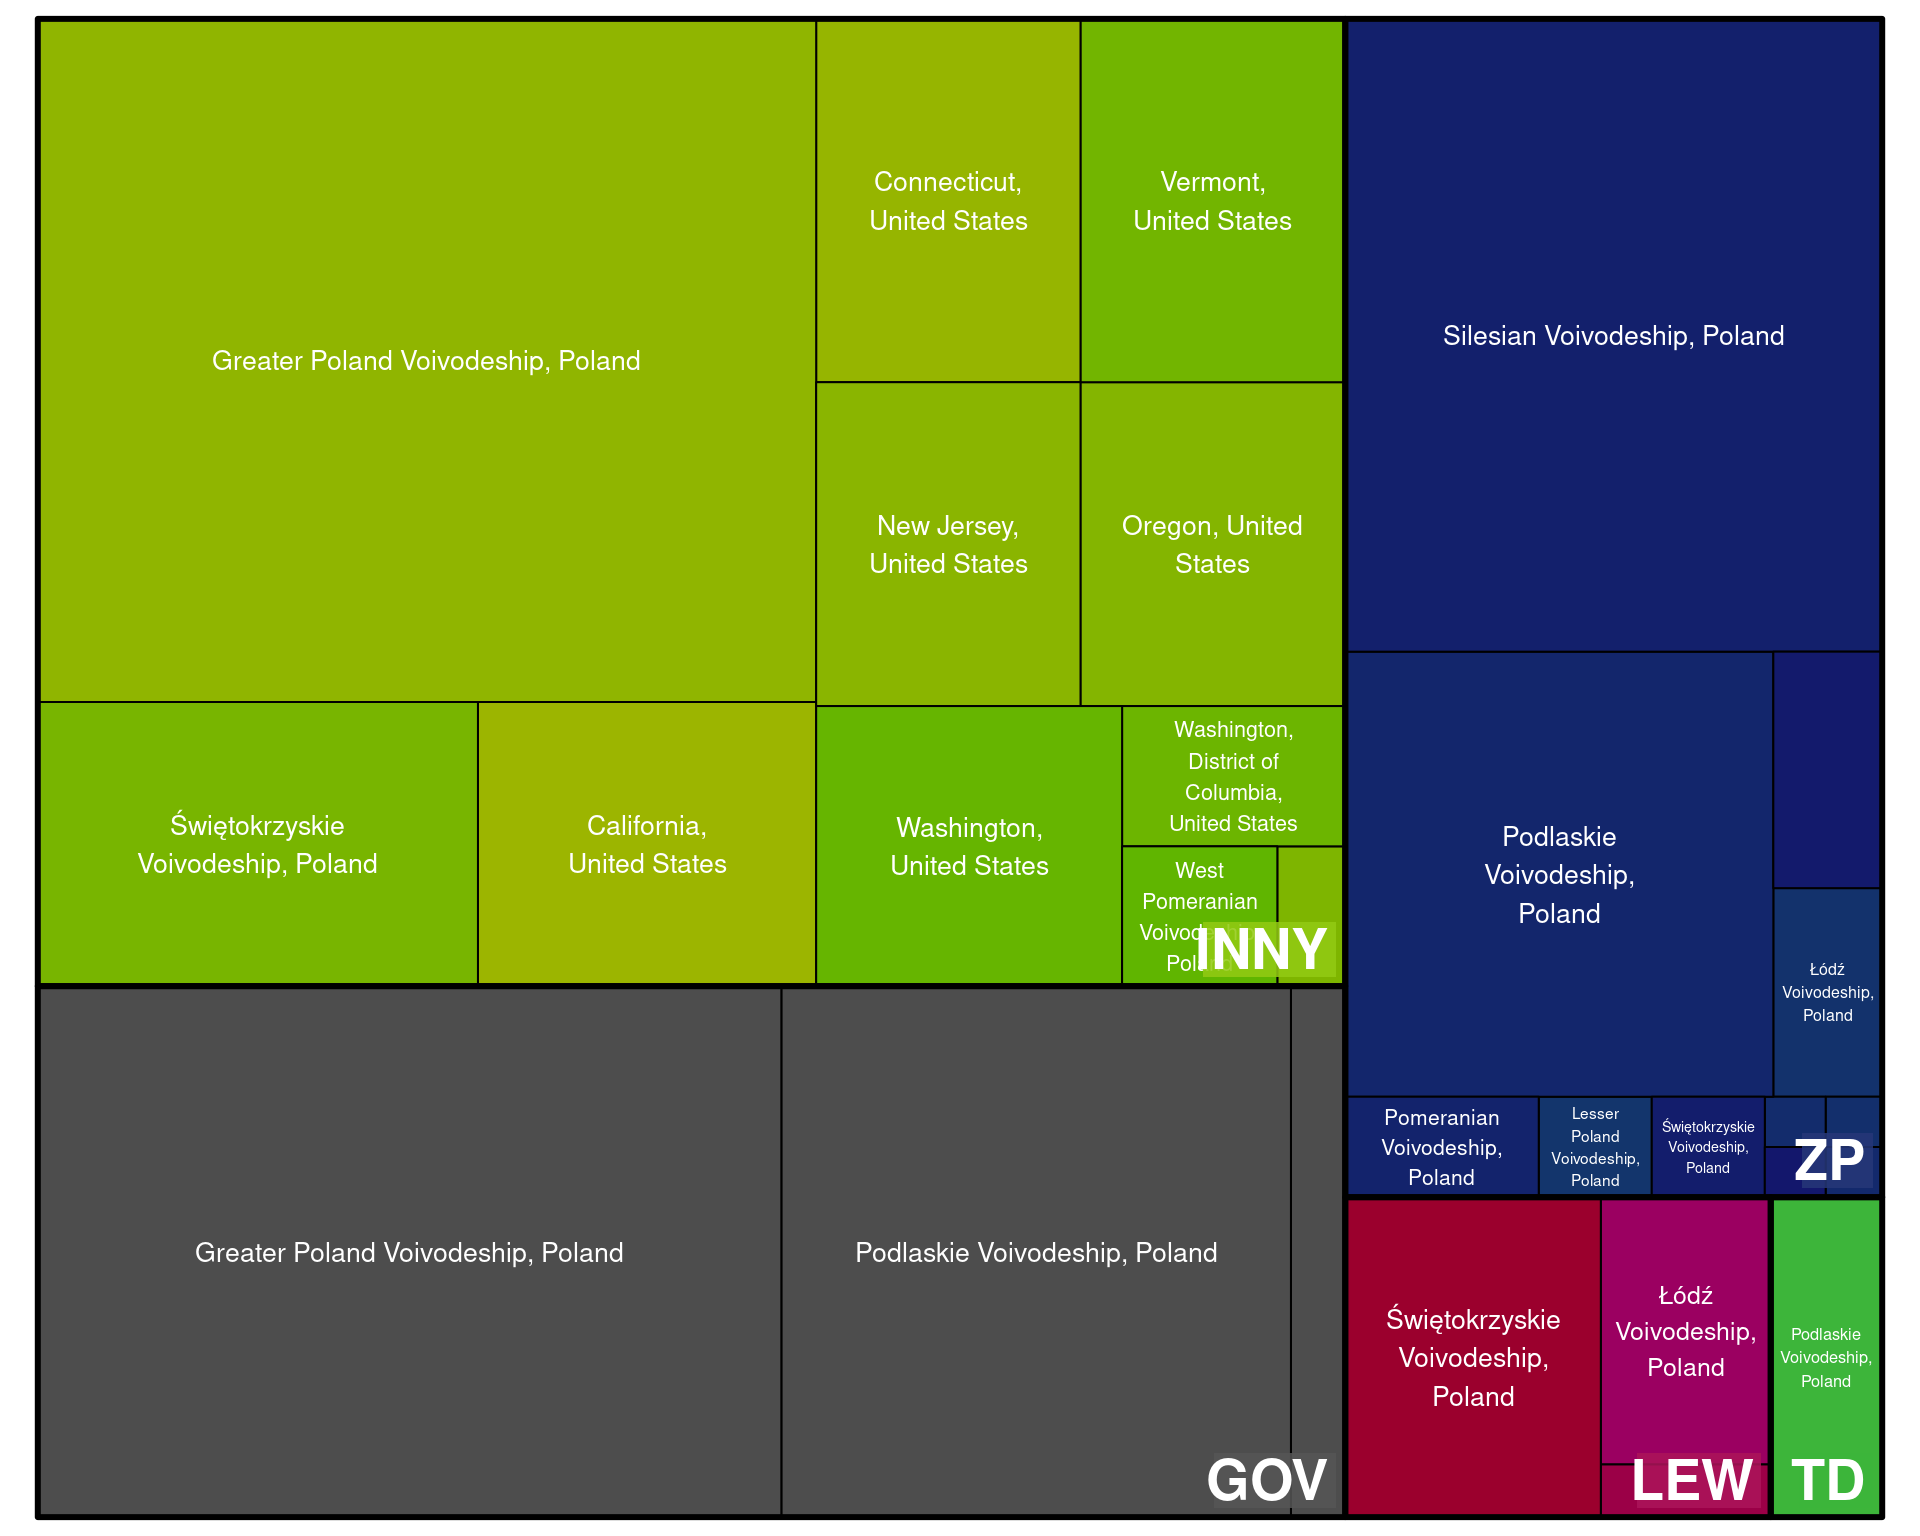 Greater Poland Voivodeship, Poland
Connecticut,
United States
Vermont,
United States
New Jersey,
United States
Oregon, United
States
Świętokrzyskie
Voivodeship, Poland
California,
United States
Washington,
United States
Washington,
District of
Columbia,
United States
West
Pomeranian
INNY
Greater Poland Voivodeship, Poland
Podlaskie Voivodeship, Poland
GOV
Silesian Voivodeship, Poland
Podlaskie
Voivodeship,
Poland
Łódź
Voivodeship,
Poland
Pomeranian
Voivodeship,
Poland
Lesser
Poland
Voivodeship,
Poland
Świętokrzyskie
Voivodeship,
Poland
ZP
Świętokrzyskie
Voivodeship,
Poland
Łódź
Voivodeship,
Poland
LEW
Podlaskie
Voivodeship,
Poland
TD